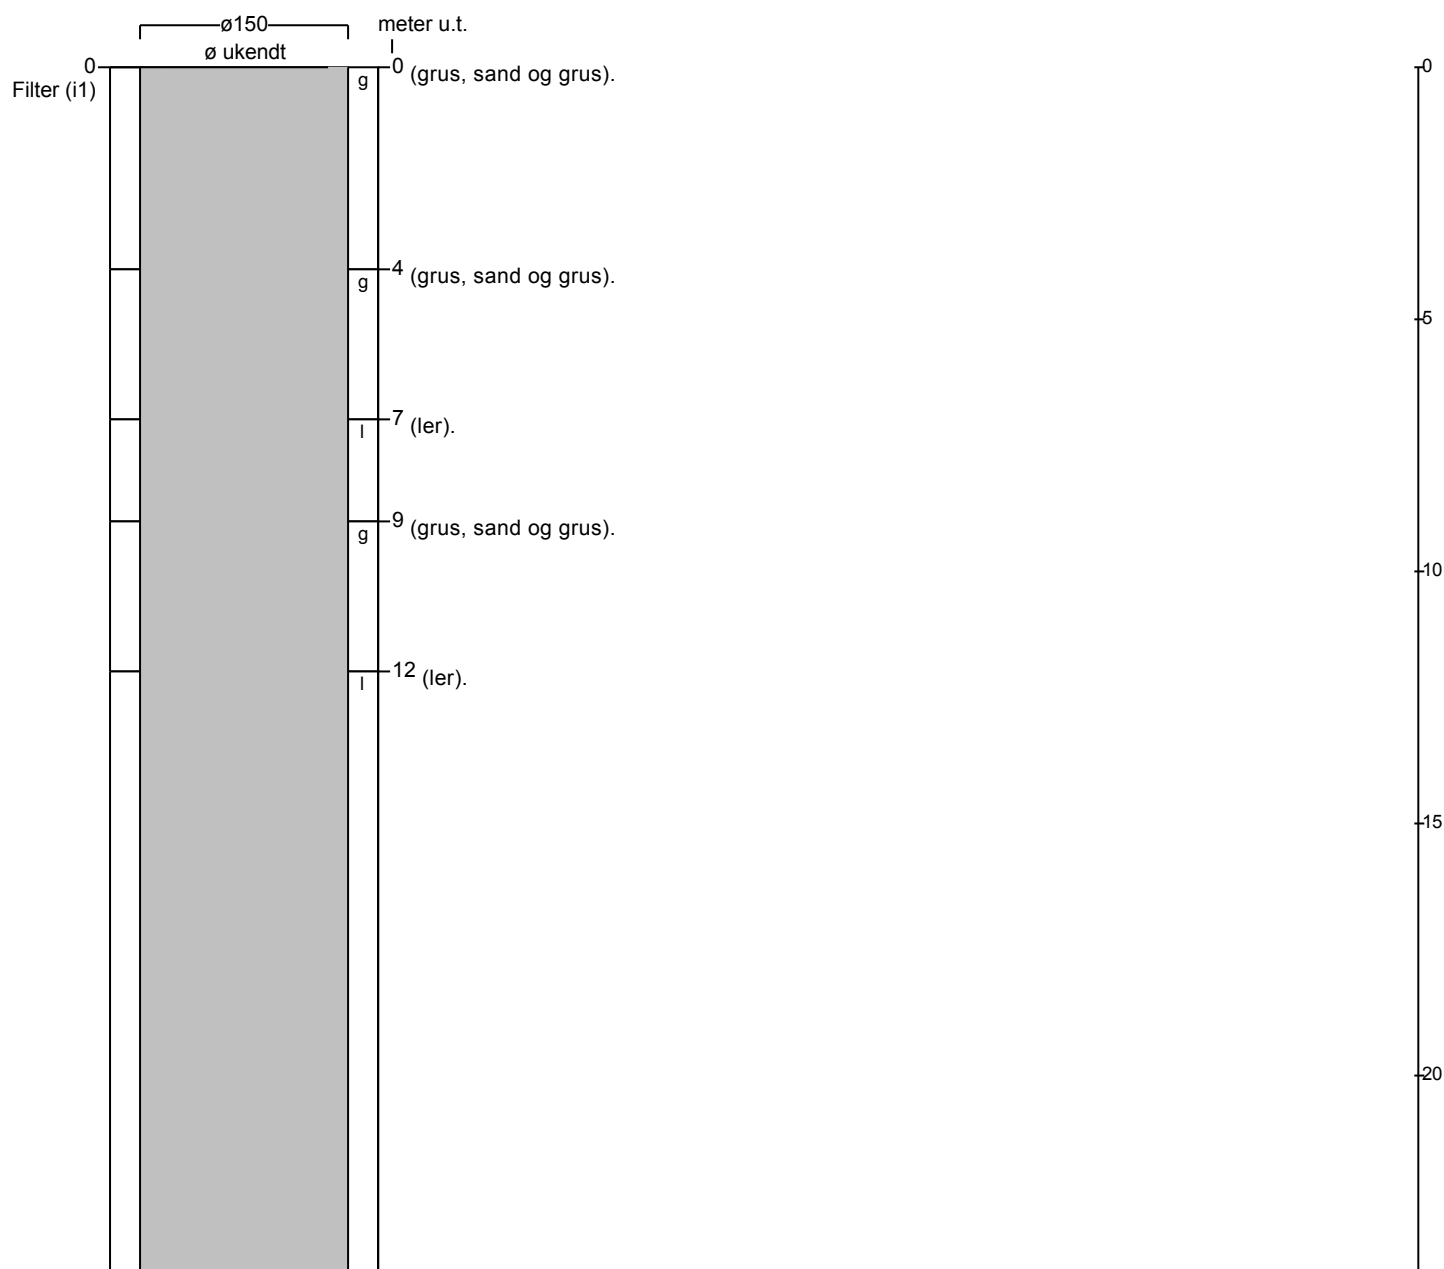 ø150 meter u.t.
ø ukendt
0 0 (grus, sand og grus). 0
g
Filter (i1)
4 (grus, sand og grus).
g
5
7 (ler).
l
9 (grus, sand og grus).
g
10
12 (ler).
l
15
20